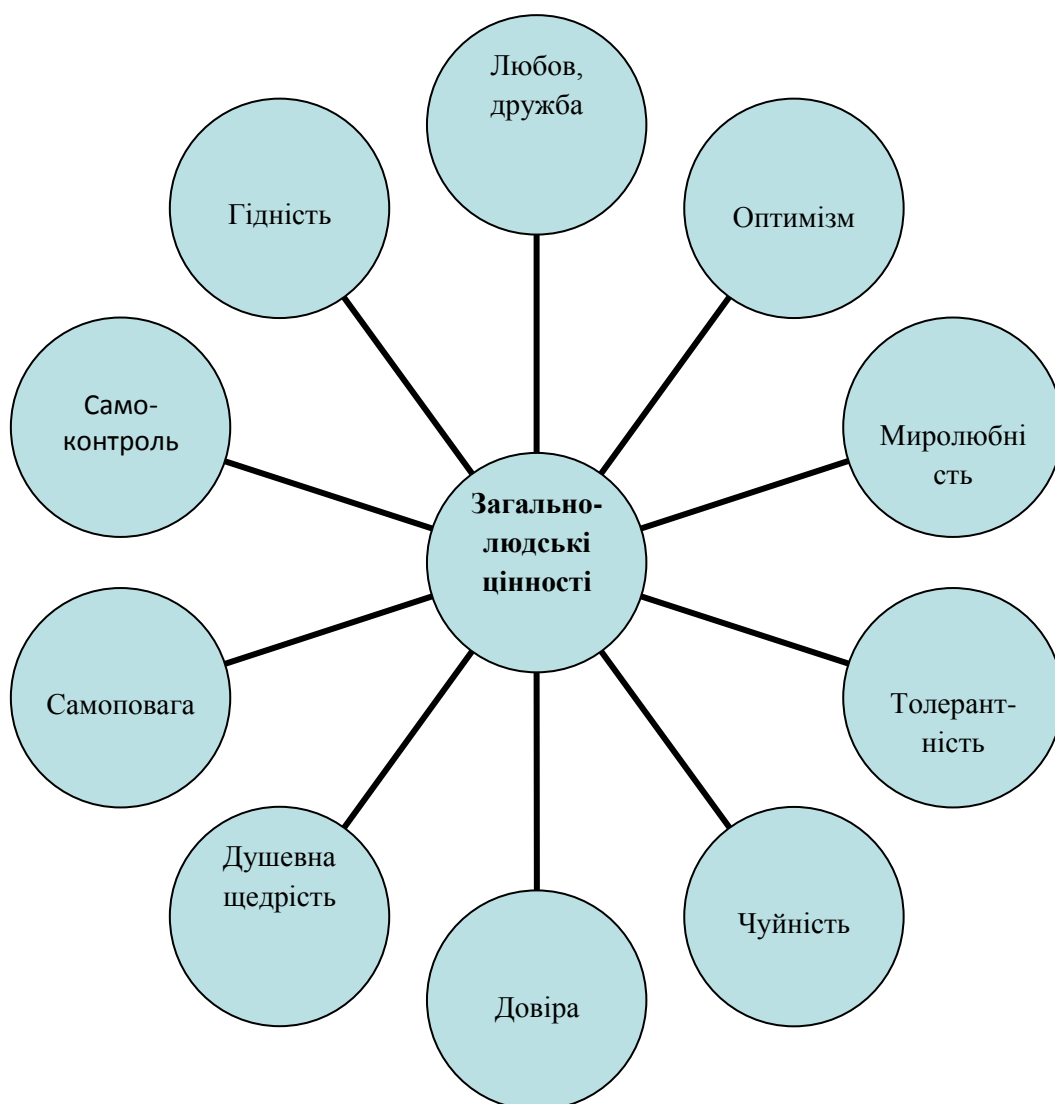 Любов,
дружба
Гідність
Оптимізм
Само-
контроль
Миролюбні
сть
Загально-
людські
цінності
Самоповага
Толерант-
ність
Душевна
щедрість
Чуйність
Довіра